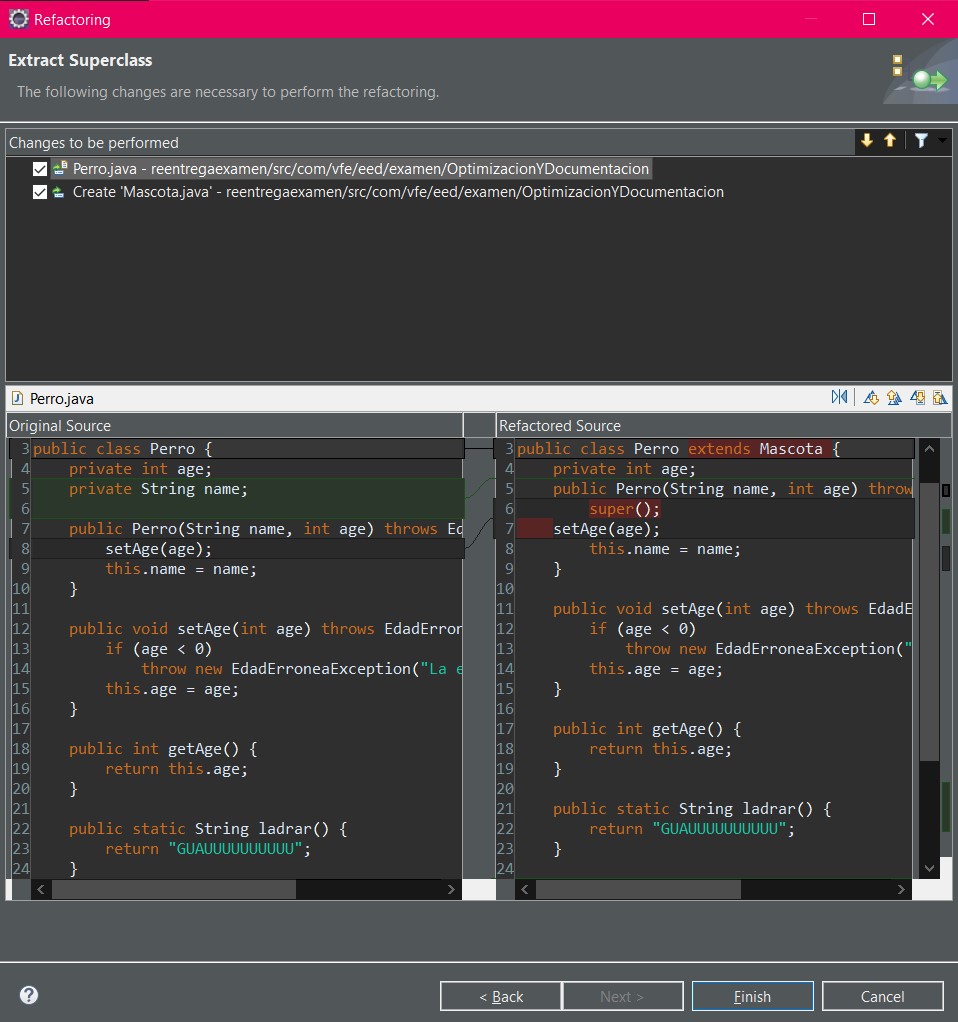 Refactoring
Extract Superclass
The following changes are necessary to perform the refactoring.
Changes to be performed
Perro.java - reentregaexamen/src/com/vfe/eed/examen/OptimizacionYDocumentacion
Create 'Mascota.java' - reentregaexamen/src/com/vfe/eed/examen/OptimizacionYDocumentacion
Perro.java
Original Source
3 public class Perro {
4     private int age;
5     private String name;
6
7     public Perro(String name, int age) throws Ed
8         setAge(age);
9         this.name = name;
10     }
11
12     public void setAge(int age) throws EdadError
13         if (age < 0)
14             throw new EdadErroneaException("La e
15         this.age = age;
16     }
17
18     public int getAge() {
19         return this.age;
20     }
21
22     public static String ladrar() {
23         return "GUAUUUUUUUUUU";
24     }
Refactored Source
3 public class Perro extends Mascota {
4     private int age;
5     public Perro(String name, int age) throw
6         super();
7     setAge(age);
8         this.name = name;
9     }
10
11     public void setAge(int age) throws EdadE
12         if (age < 0)
13             throw new EdadErroneaException("
14         this.age = age;
15     }
16
17     public int getAge() {
18         return this.age;
19     }
20
21     public static String ladrar() {
22         return "GUAUUUUUUUUUU";
23     }
24
< Back
Next >
Finish
Cancel